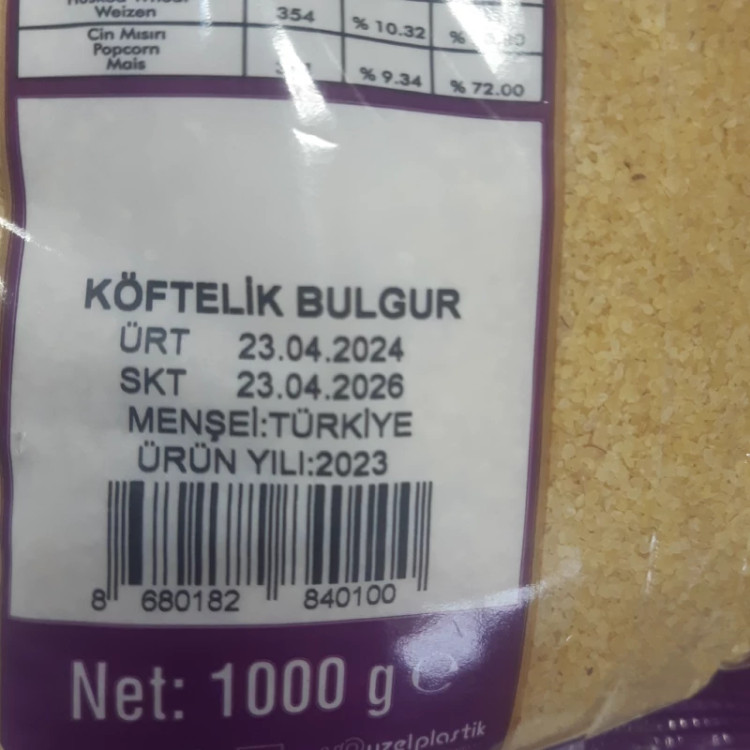 Weizen 354 % 10.32 %
Cin Mısırı
Popcorn
Mais % 9.34 % 72.00
KÖFTELİK BULGUR
ÜRT 23.04.2024
SKT 23.04.2026
MENŞEİ:TÜRKİYE
ÜRÜN YILI:2023
8 680182 840100
Net: 1000 g e